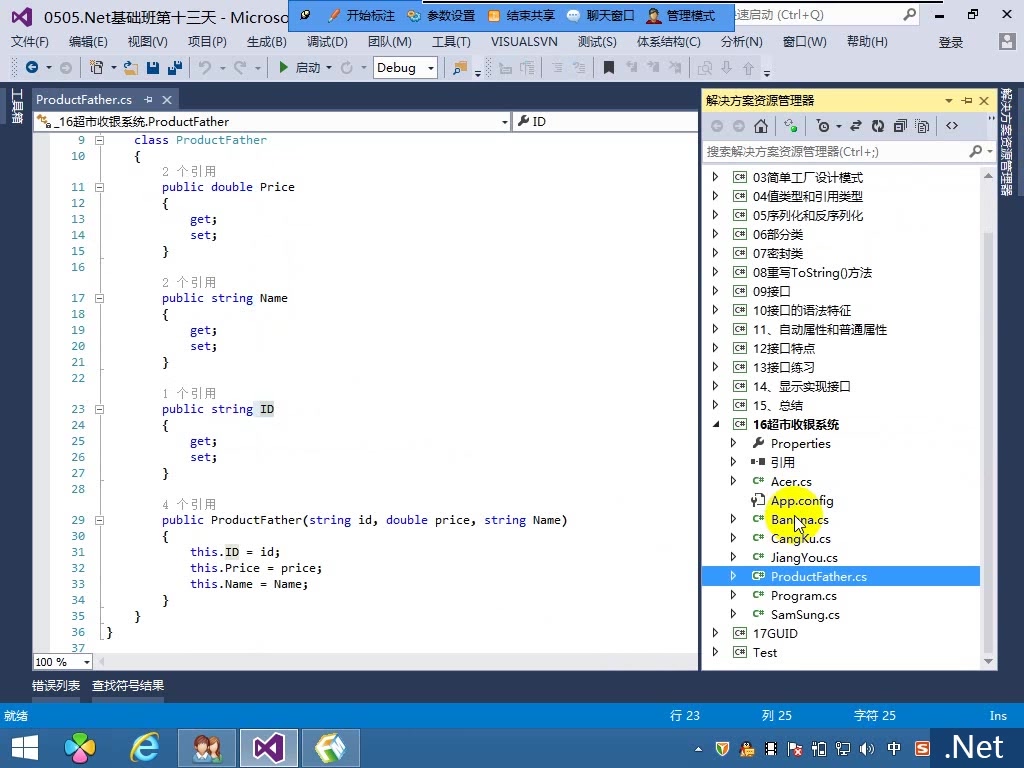 0505.Net基础班第十三天 - Microso
开始标注 参数设置 结束共享 聊天窗口 管理模式
速启动 (Ctrl+Q)
文件(F) 编辑(E) 视图(V) 项目(P) 生成(B) 调试(D) 团队(M) 工具(T) VISUALSVN 测试(S) 体系结构(C) 分析(N) 窗口(W) 帮助(H) 登录
启动 Debug
工具箱
ProductFather.cs
_16超市收银系统.ProductFather
ID
9 class ProductFather
10 {
2 个引用
11 public double Price
12 {
13 get;
14 set;
15 }
16
2 个引用
17 public string Name
18 {
19 get;
20 set;
21 }
22
1 个引用
23 public string ID
24 {
25 get;
26 set;
27 }
28
4 个引用
29 public ProductFather(string id, double price, string Name)
30 {
31 this.ID = id;
32 this.Price = price;
33 this.Name = Name;
34 }
35 }
36 }
37
100 %
解决方案资源管理器
搜索解决方案资源管理器(Ctrl+;)
03简单工厂设计模式
04值类型和引用类型
05序列化和反序列化
06部分类
07密封类
08重写ToString()方法
09接口
10接口的语法特征
11、自动属性和普通属性
12接口特点
13接口练习
14、显示实现接口
15、总结
16超市收银系统
Properties
引用
Acer.cs
App.config
Banana.cs
CangKu.cs
JiangYou.cs
ProductFather.cs
Program.cs
SamSung.cs
17GUID
Test
解决方案资源管理器
错误列表 查找符号结果
就绪 行 23 列 25 字符 25 Ins
中
.Net